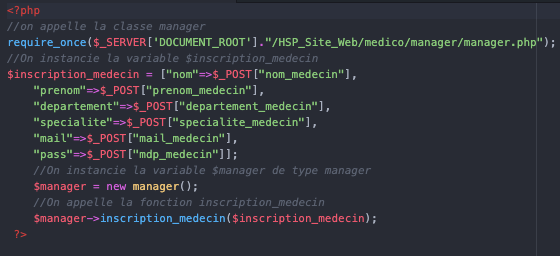 <?php
//on appelle la classe manager
require_once($_SERVER['DOCUMENT_ROOT']."/HSP_Site_Web/medico/manager/manager.php");
//On instancie la variable $inscription_medecin
$inscription_medecin = ["nom"=>$_POST["nom_medecin"],
"prenom"=>$_POST["prenom_medecin"],
"departement"=>$_POST["departement_medecin"],
"specialite"=>$_POST["specialite_medecin"],
"mail"=>$_POST["mail_medecin"],
"pass"=>$_POST["mdp_medecin"]];
//On instancie la variable $manager de type manager
$manager = new manager();
//On appelle la fonction inscription_medecin
$manager->inscription_medecin($inscription_medecin);
?>